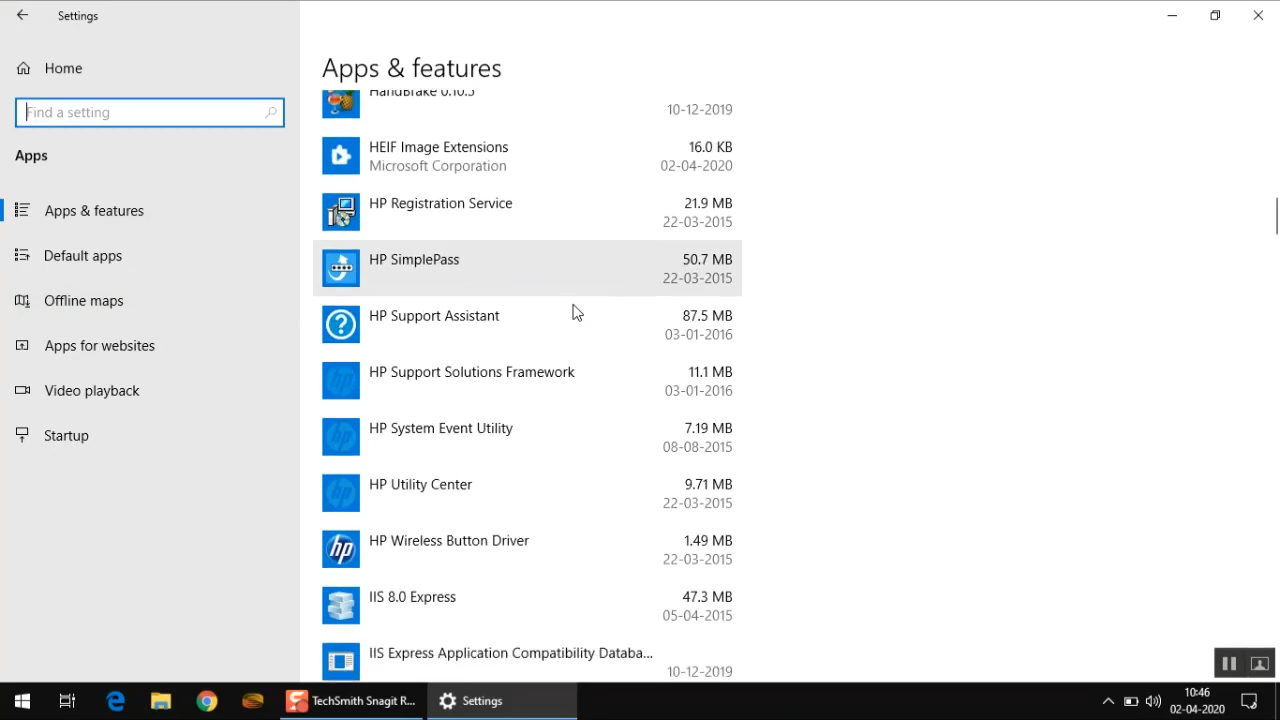 Settings
Home
Find a setting
Apps
Apps & features
Default apps
Offline maps
Apps for websites
Video playback
Startup
Apps & features
HandBrake 0.10.5
10-12-2019
HEIF Image Extensions 16.0 KB
Microsoft Corporation 02-04-2020
HP Registration Service 21.9 MB
22-03-2015
HP SimplePass 50.7 MB
22-03-2015
HP Support Assistant 87.5 MB
03-01-2016
HP Support Solutions Framework 11.1 MB
03-01-2016
HP System Event Utility 7.19 MB
08-08-2015
HP Utility Center 9.71 MB
22-03-2015
HP Wireless Button Driver 1.49 MB
22-03-2015
IIS 8.0 Express 47.3 MB
05-04-2015
IIS Express Application Compatibility Databa...
10-12-2019
TechSmith Snagit R...
Settings
10:46
02-04-2020